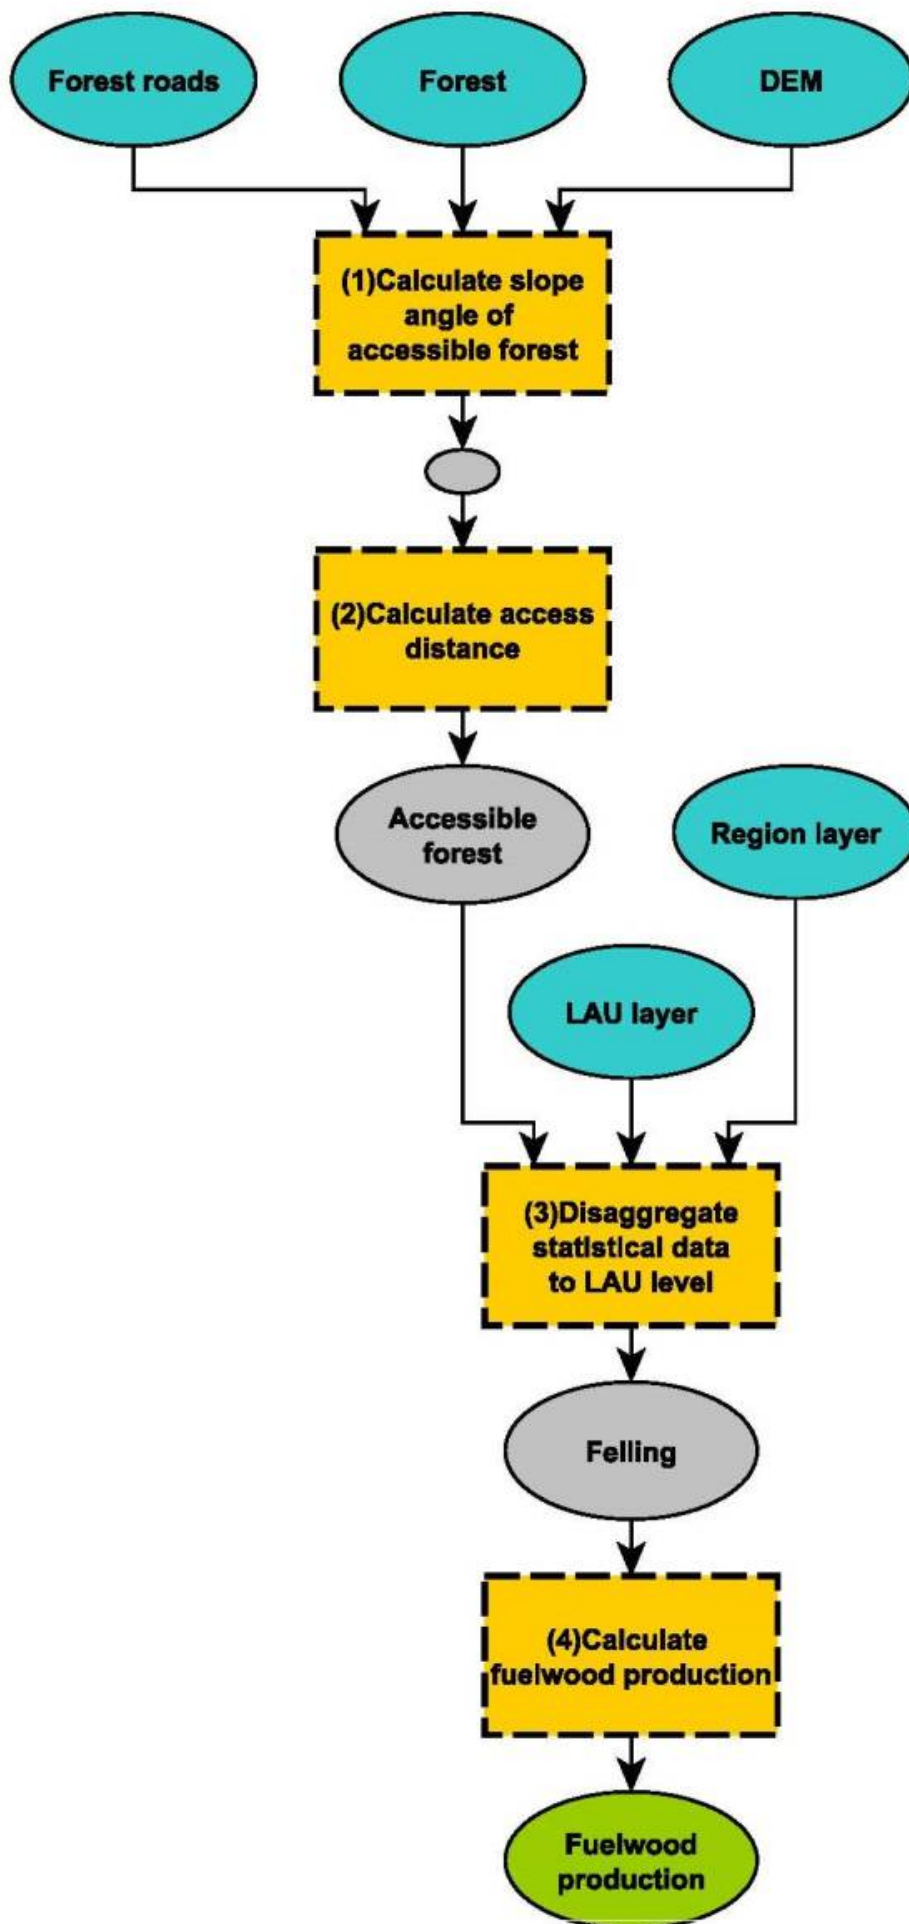 Forest roads
Forest
DEM
(1)Calculate slope
angle of
accessible forest
(2)Calculate access
distance
Accessible
forest
Region layer
LAU layer
(3)Disaggregate
statistical data
to LAU level
Felling
(4)Calculate
fuelwood production
Fuelwood
production